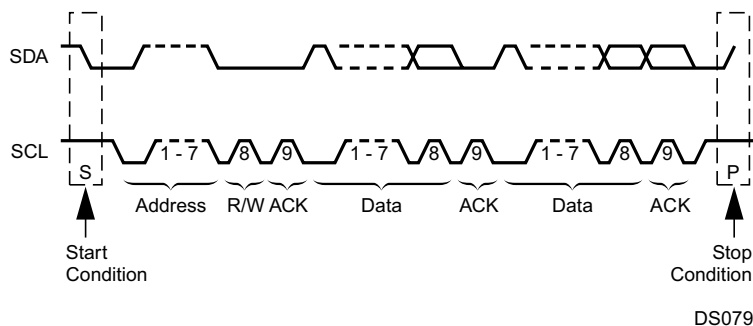 SDA
SCL
1 - 7 8 9 1 - 7 8 9 1 - 7 8 9
S P
Address R/W ACK Data ACK Data ACK
Start
Condition
Stop
Condition
DS079